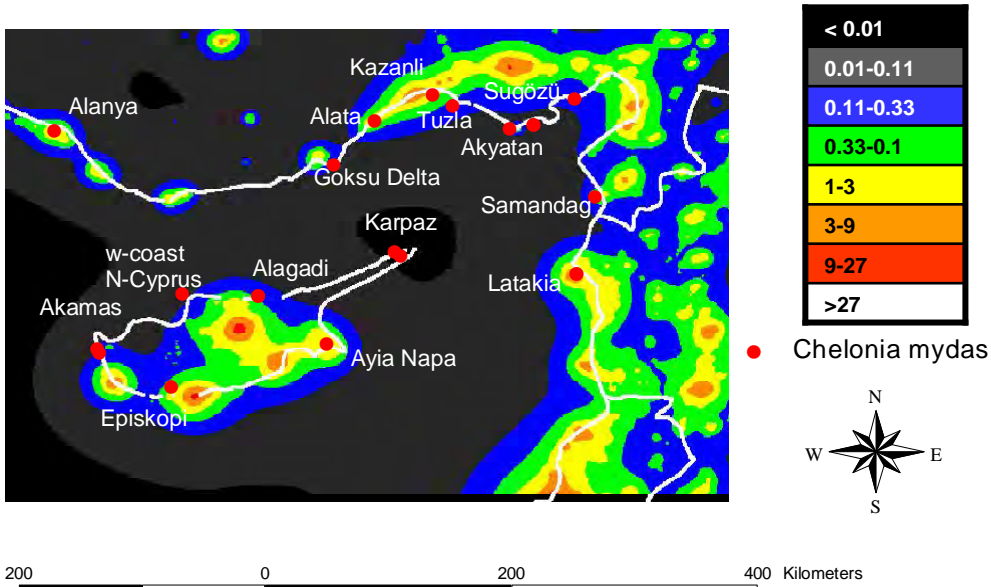 < 0.01
0.01-0.11
0.11-0.33
0.33-0.1
1-3
3-9
9-27
>27
Chelonia mydas
Kazanli
Alanya
Alata
Tuzla
Sugözü
Akyatan
Goksu Delta
Samandag
Karpaz
w-coast
N-Cyprus
Alagadi
Latakia
Akamas
Ayia Napa
Episkopi
N
W
E
S
200 0 200 400 Kilometers